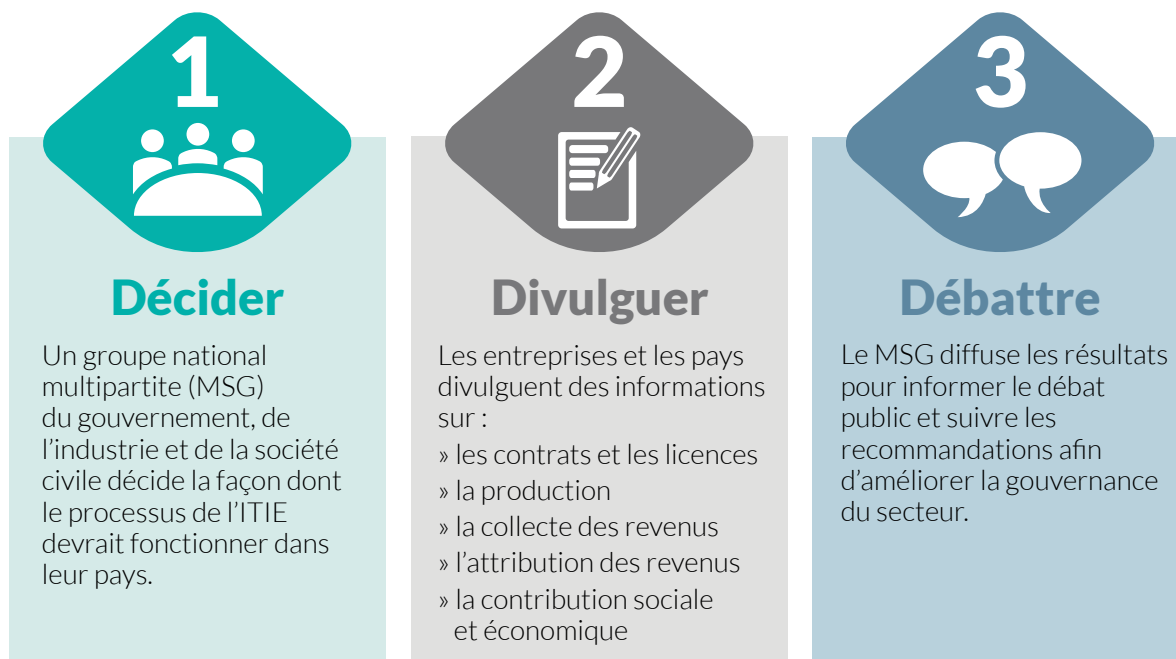 1
Décider
Un groupe national
multipartite (MSG)
du gouvernement, de
l'industrie et de la société
civile décide la façon dont
le processus de l'ITIE
devrait fonctionner dans
leur pays.
2
Divulguer
Les entreprises et les pays
divulguent des informations
sur :
» les contrats et les licences
» la production
» la collecte des revenus
» l'attribution des revenus
» la contribution sociale
et économique
3
Débattre
Le MSG diffuse les résultats
pour informer le débat
public et suivre les
recommandations afin
d'améliorer la gouvernance
du secteur.